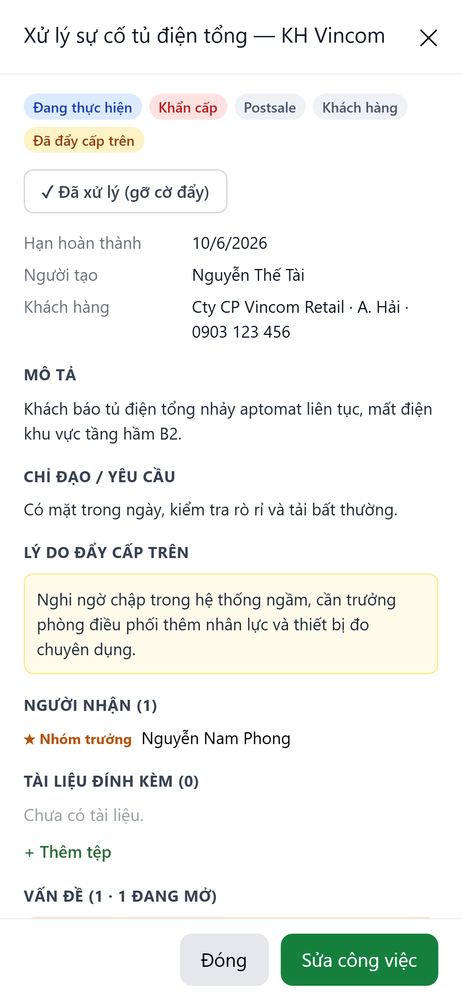 Xử lý sự cố tủ điện tổng — KH Vincom
Đang thực hiện
Khẩn cấp
Postsale
Khách hàng
Đã đẩy cấp trên
✓ Đã xử lý (gỡ cờ đẩy)
Hạn hoàn thành
10/6/2026
Người tạo
Nguyễn Thế Tài
Khách hàng
Cty CP Vincom Retail · A. Hải ·
0903 123 456
MÔ TẢ
Khách báo tủ điện tổng nhảy aptomat liên tục, mất điện
khu vực tầng hầm B2.
CHỈ ĐẠO / YÊU CẦU
Có mặt trong ngày, kiểm tra rò rỉ và tải bất thường.
LÝ DO ĐẨY CẤP TRÊN
Nghi ngờ chập trong hệ thống ngầm, cần trưởng
phòng điều phối thêm nhân lực và thiết bị đo
chuyên dụng.
NGƯỜI NHẬN (1)
★ Nhóm trưởng Nguyễn Nam Phong
TÀI LIỆU ĐÍNH KÈM (0)
Chưa có tài liệu.
+ Thêm tệp
VẤN ĐỀ (1 · 1 ĐANG MỞ)
Đóng
Sửa công việc